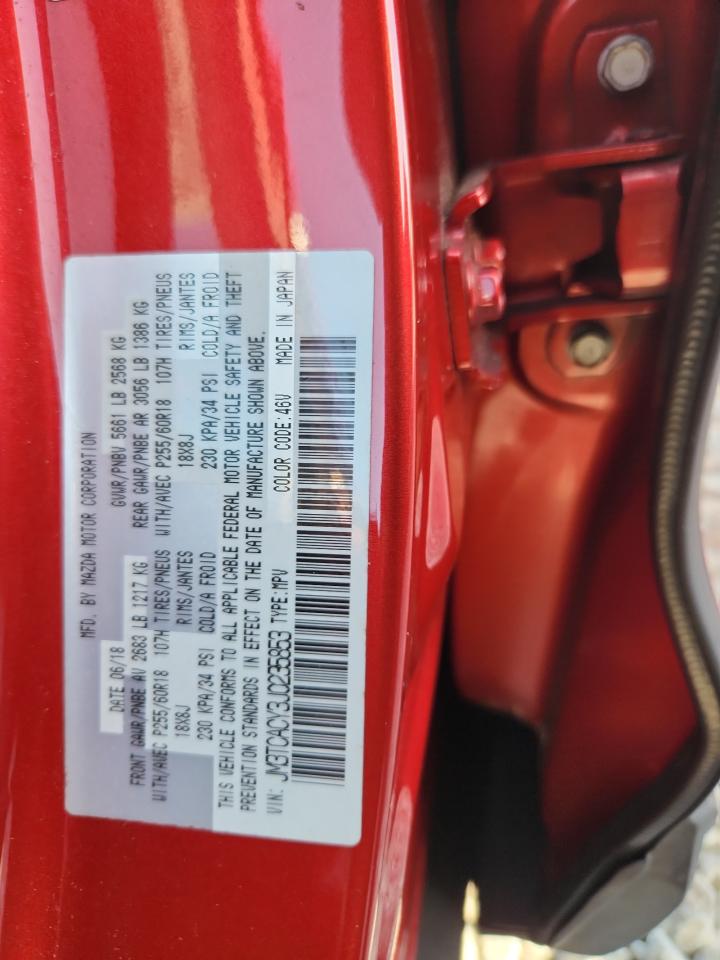 MFD. BY MAZDA MOTOR CORPORATION
DATE 06/18 GVWR/PNBV 5661 LB 2568 KG
FRONT GAWR/PNBE AV 2683 LB 1217 KG REAR GAWR/PNBE AR 3056 LB 1386 KG
WITH/AVEC P255/60R18 107H TIRES/PNEUS WITH/AVEC P255/60R18 107H TIRES/PNEUS
18X8J RIMS/JANTES 18X8J RIMS/JANTES
230 KPA/34 PSI COLD/A FROID 230 KPA/34 PSI COLD/A FROID
THIS VEHICLE CONFORMS TO ALL APPLICABLE FEDERAL MOTOR VEHICLE SAFETY AND THEFT
PREVENTION STANDARDS IN EFFECT ON THE DATE OF MANUFACTURE SHOWN ABOVE.
VIN: JM3TCACY3J0235853 TYPE:MPV COLOR CODE:46V MADE IN JAPAN